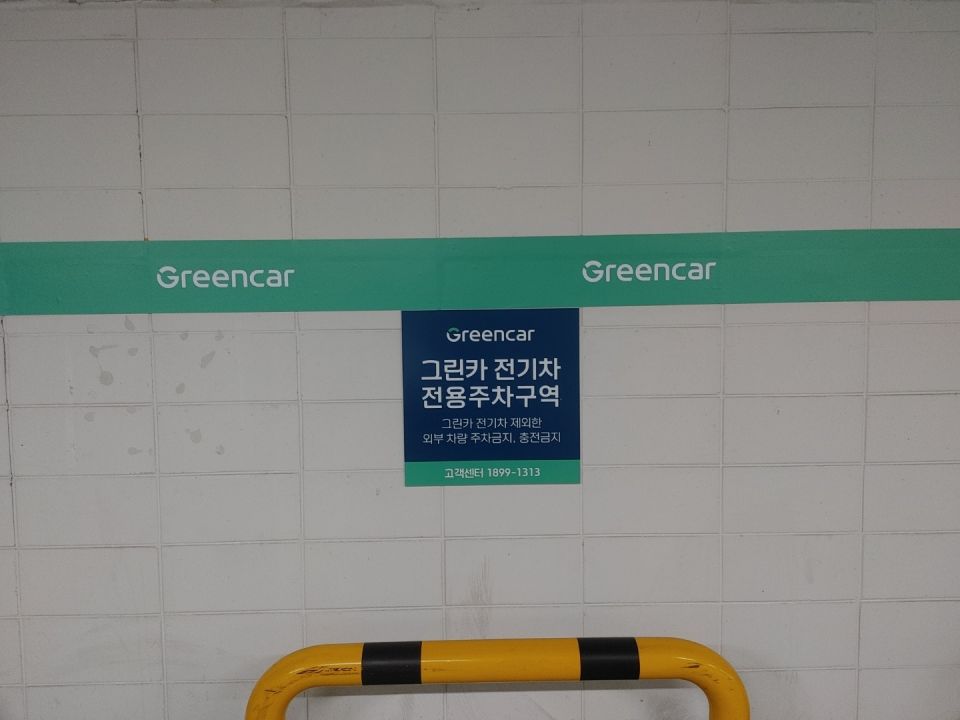 Greencar
Greencar
Greencar
그린카 전기차
전용주차구역
그린카 전기차 제외한
외부 차량 주차금지, 충전금지
고객센터 1899-1313